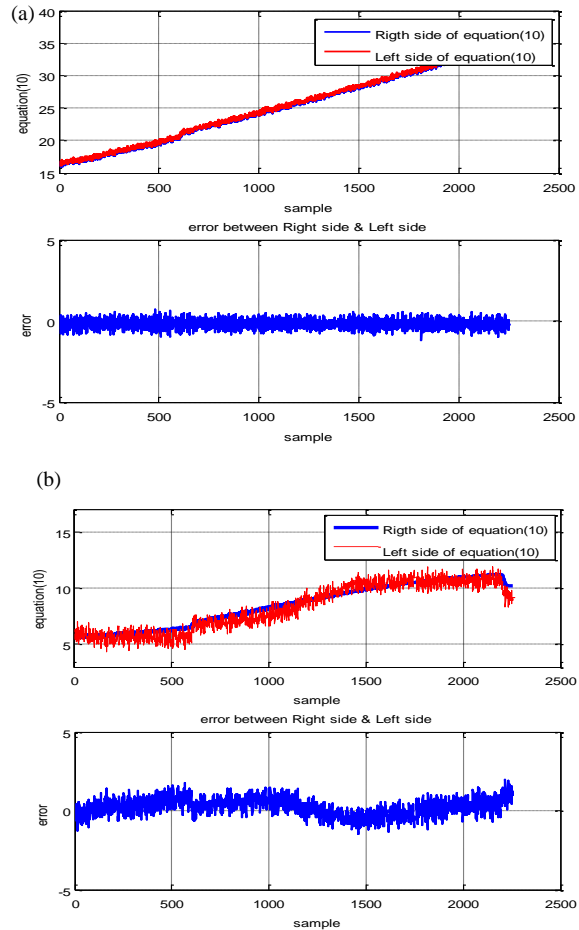 (a)
40
35
30
25
20
15
equation(10)
Rigth side of equation(10)
Left side of equation(10)
0 500 1000 1500 2000 2500
sample
error between Right side & Left side
5
0
-5
error
0 500 1000 1500 2000 2500
sample
(b)
15
10
5
equation(10)
Rigth side of equation(10)
Left side of equation(10)
0 500 1000 1500 2000 2500
sample
error between Right side & Left side
5
0
-5
error
0 500 1000 1500 2000 2500
sample